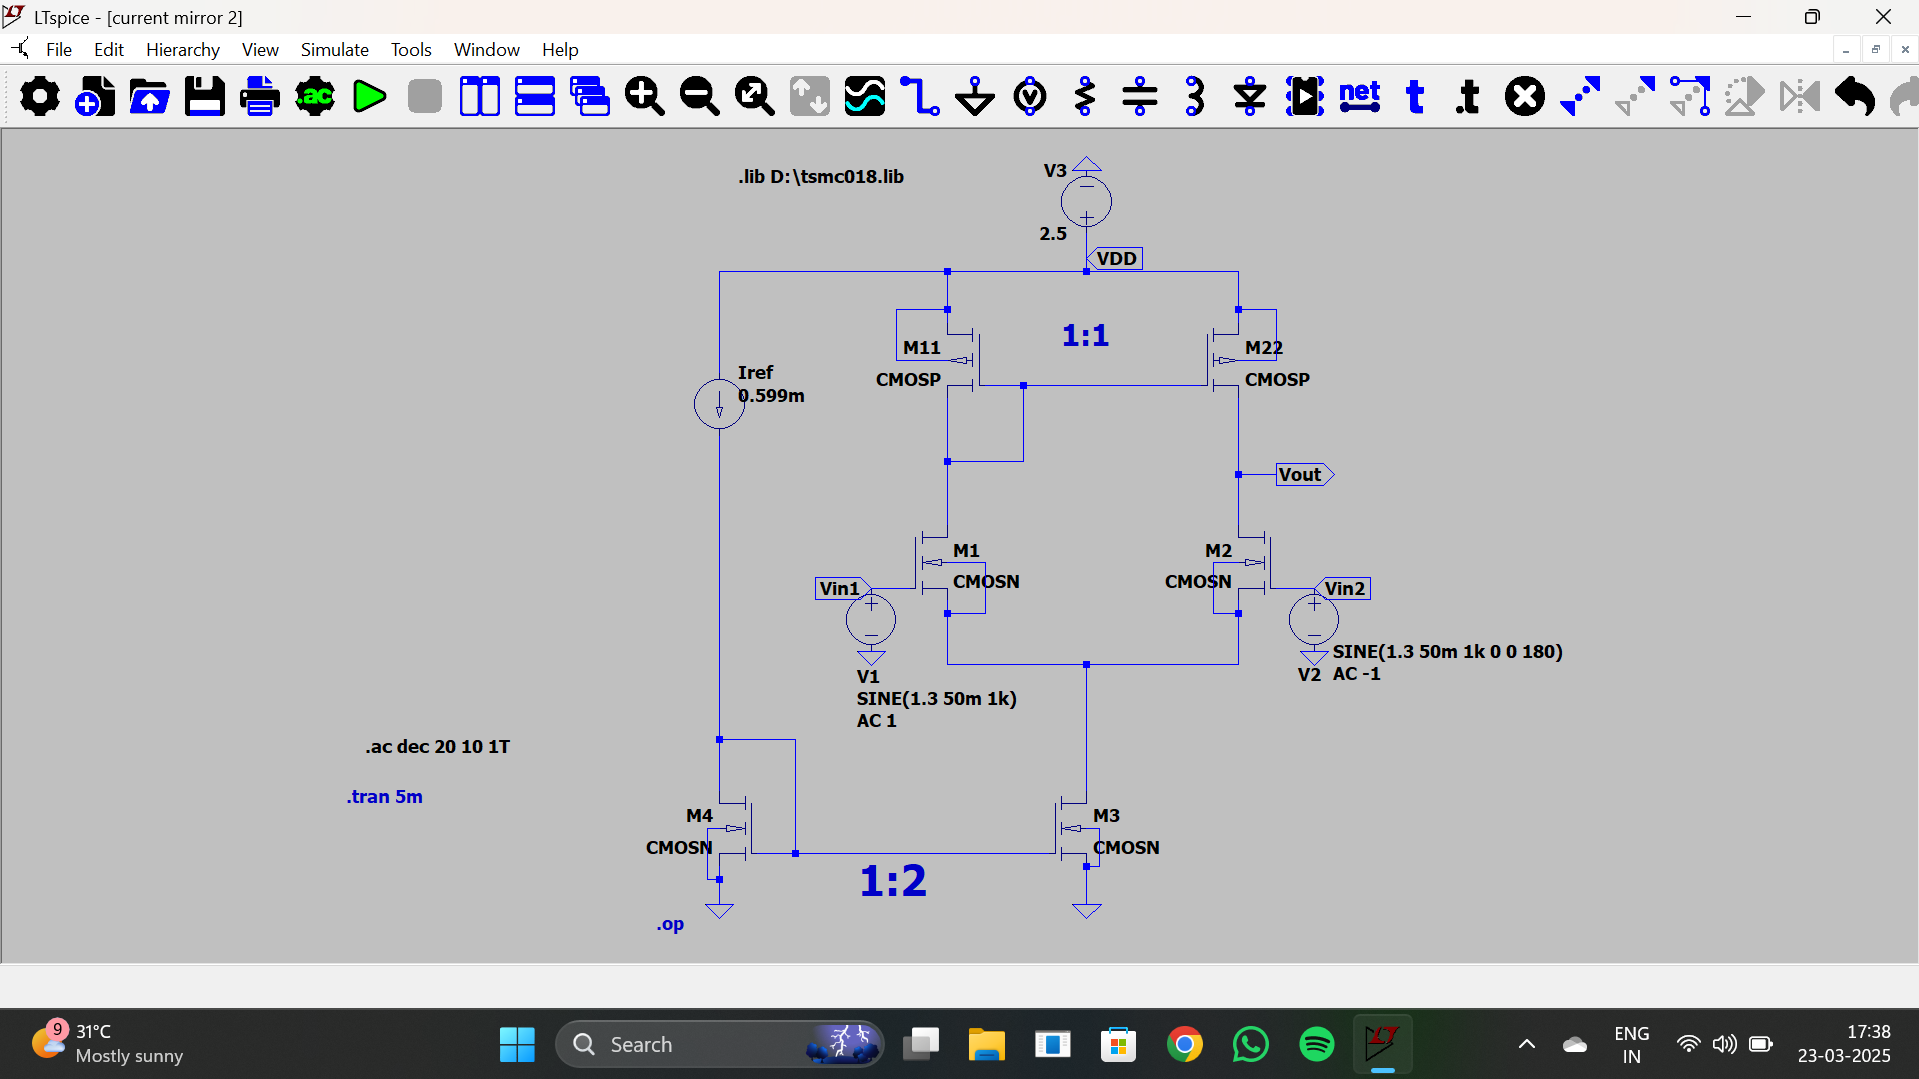 LTspice - [current mirror 2]
File Edit Hierarchy View Simulate Tools Window Help
.ac net t .t
.lib D:\tsmc018.lib
V3
2.5
VDD
1:1
M11
CMOSP
M22
CMOSP
Iref
0.599m
Vout
M1
CMOSN
M2
CMOSN
Vin1
Vin2
V1
SINE(1.3 50m 1k)
AC 1
SINE(1.3 50m 1k 0 0 180)
V2 AC -1
.ac dec 20 10 1T
.tran 5m
M4
CMOSN
M3
CMOSN
1:2
.op
9
31°C
Mostly sunny
Search
LT
ENG
IN
17:38
23-03-2025